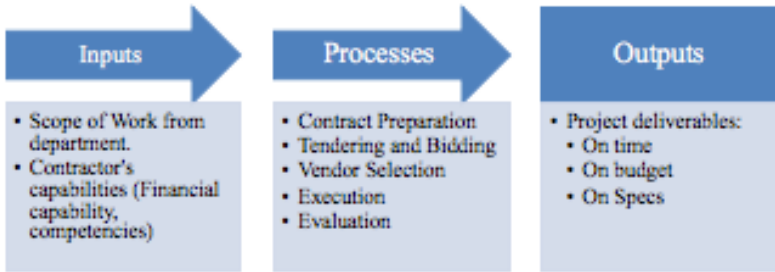 Inputs
• Scope of Work from
department.
• Contractor's
capabilities (Financial
capability,
competencies)
Processes
• Contract Preparation
• Tendering and Bidding
• Vendor Selection
• Execution
• Evaluation
Outputs
• Project deliverables:
• On time
• On budget
• On Specs